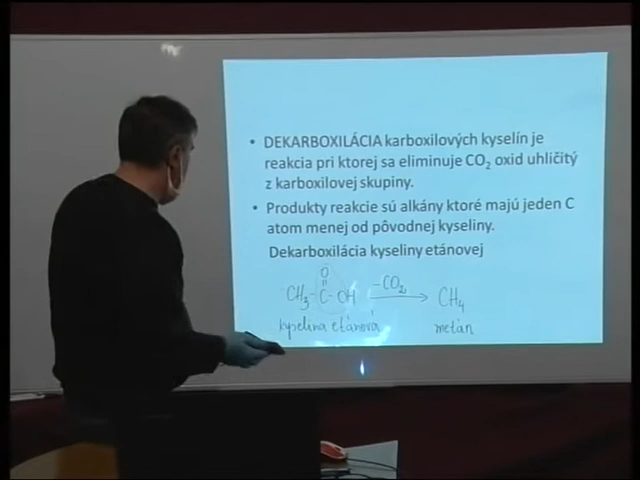 • DEKARBOXILÁCIA karboxilových kyselín je
reakcia pri ktorej sa eliminuje CO₂ oxid uhličitý
z karboxilovej skupiny.
• Produkty reakcie sú alkány ktoré majú jeden C
atom menej od pôvodnej kyseliny.
Dekarboxilácia kyseliny etánovej
O
CH₃-C-OH -CO₂ → CH₄
kyselina etánová metán